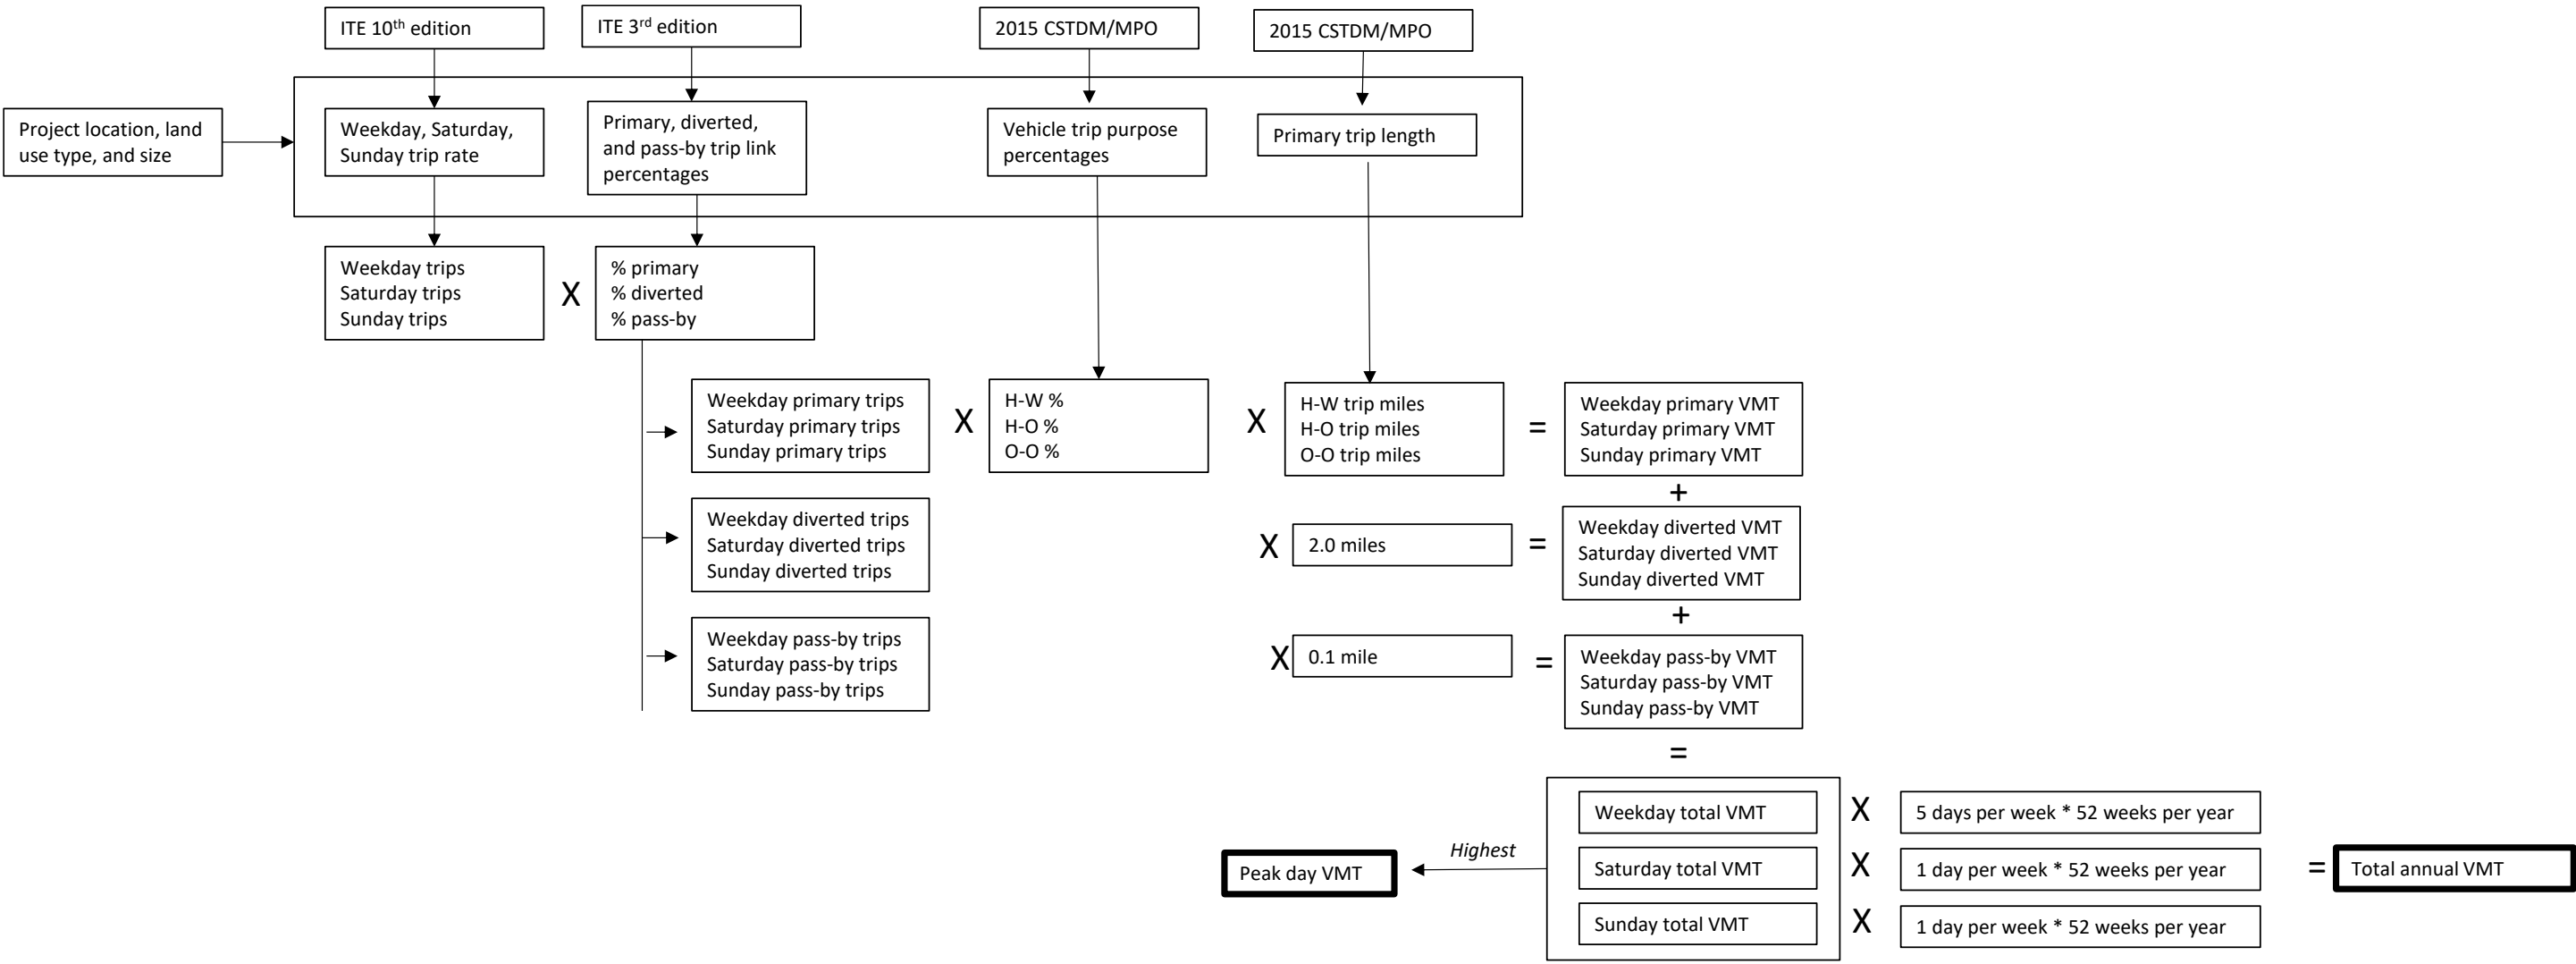 ITE 10th edition
ITE 3rd edition
2015 CSTDM/MPO
2015 CSTDM/MPO
Project location, land
use type, and size
Weekday, Saturday,
Sunday trip rate
Primary, diverted,
and pass-by trip link
percentages
Vehicle trip purpose
percentages
Primary trip length
Weekday trips
Saturday trips
Sunday trips
X
% primary
% diverted
% pass-by
Weekday primary trips
Saturday primary trips
Sunday primary trips
X
H-W %
H-O %
O-O %
X
H-W trip miles
H-O trip miles
O-O trip miles
=
Weekday primary VMT
Saturday primary VMT
Sunday primary VMT
+
Weekday diverted trips
Saturday diverted trips
Sunday diverted trips
X
2.0 miles
=
Weekday diverted VMT
Saturday diverted VMT
Sunday diverted VMT
+
Weekday pass-by trips
Saturday pass-by trips
Sunday pass-by trips
X
0.1 mile
=
Weekday pass-by VMT
Saturday pass-by VMT
Sunday pass-by VMT
=
Weekday total VMT
X
5 days per week * 52 weeks per year
Peak day VMT
Highest
Saturday total VMT
X
1 day per week * 52 weeks per year
=
Total annual VMT
Sunday total VMT
X
1 day per week * 52 weeks per year